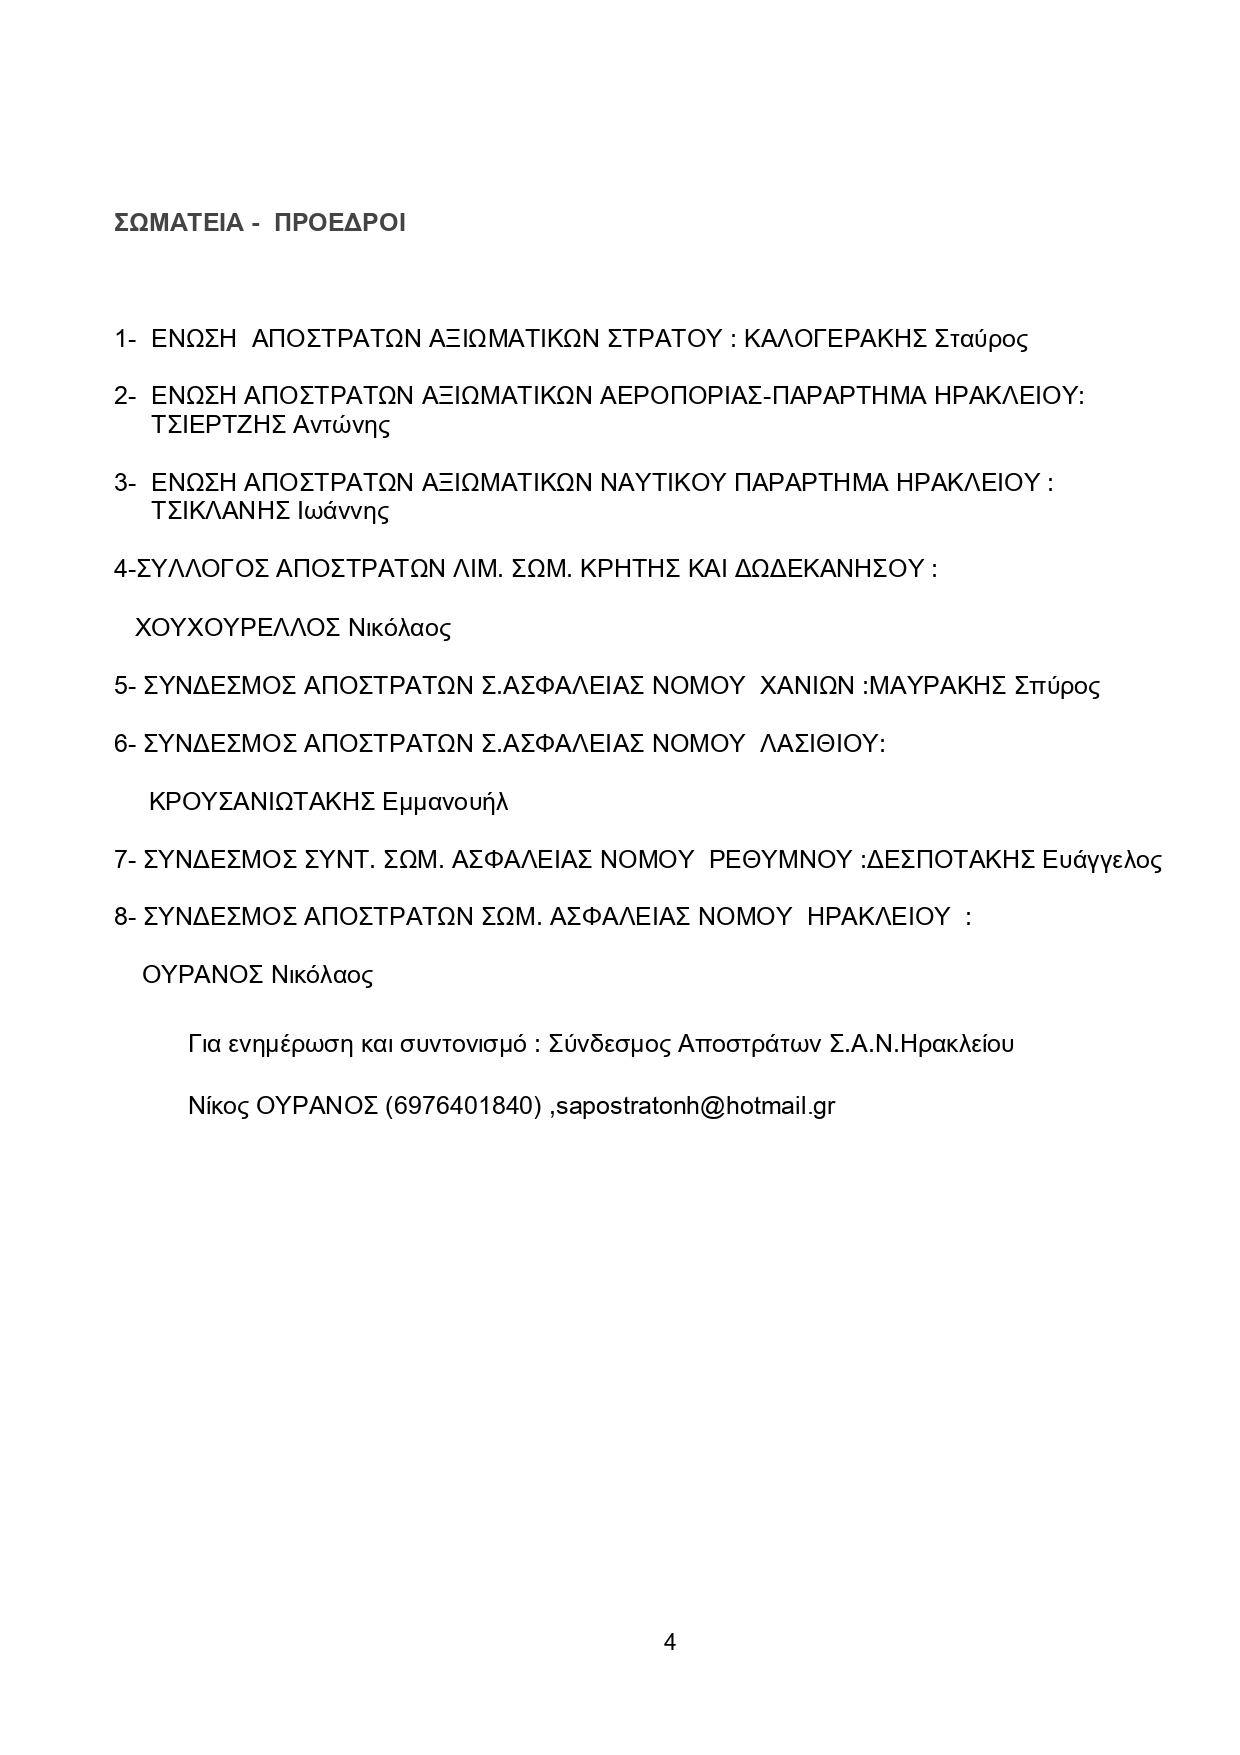 ΣΩΜΑΤΕΙΑ -  ΠΡΟΕΔΡΟΙ
1-  ΕΝΩΣΗ  ΑΠΟΣΤΡΑΤΩΝ ΑΞΙΩΜΑΤΙΚΩΝ ΣΤΡΑΤΟΥ : ΚΑΛΟΓΕΡΑΚΗΣ Σταύρος
2-  ΕΝΩΣΗ ΑΠΟΣΤΡΑΤΩΝ ΑΞΙΩΜΑΤΙΚΩΝ ΑΕΡΟΠΟΡΙΑΣ-ΠΑΡΑΡΤΗΜΑ ΗΡΑΚΛΕΙΟΥ:
ΤΣΙΕΡΤΖΗΣ Αντώνης
3-  ΕΝΩΣΗ ΑΠΟΣΤΡΑΤΩΝ ΑΞΙΩΜΑΤΙΚΩΝ ΝΑΥΤΙΚΟΥ ΠΑΡΑΡΤΗΜΑ ΗΡΑΚΛΕΙΟΥ :
ΤΣΙΚΛΑΝΗΣ Ιωάννης
4-ΣΥΛΛΟΓΟΣ ΑΠΟΣΤΡΑΤΩΝ ΛΙΜ. ΣΩΜ. ΚΡΗΤΗΣ ΚΑΙ ΔΩΔΕΚΑΝΗΣΟΥ :
ΧΟΥΧΟΥΡΕΛΛΟΣ Νικόλαος
5- ΣΥΝΔΕΣΜΟΣ ΑΠΟΣΤΡΑΤΩΝ Σ.ΑΣΦΑΛΕΙΑΣ ΝΟΜΟΥ  ΧΑΝΙΩΝ :ΜΑΥΡΑΚΗΣ Σπύρος
6- ΣΥΝΔΕΣΜΟΣ ΑΠΟΣΤΡΑΤΩΝ Σ.ΑΣΦΑΛΕΙΑΣ ΝΟΜΟΥ  ΛΑΣΙΘΙΟΥ:
ΚΡΟΥΣΑΝΙΩΤΑΚΗΣ Εμμανουήλ
7- ΣΥΝΔΕΣΜΟΣ ΣΥΝΤ. ΣΩΜ. ΑΣΦΑΛΕΙΑΣ ΝΟΜΟΥ  ΡΕΘΥΜΝΟΥ :ΔΕΣΠΟΤΑΚΗΣ Ευάγγελος
8- ΣΥΝΔΕΣΜΟΣ ΑΠΟΣΤΡΑΤΩΝ ΣΩΜ. ΑΣΦΑΛΕΙΑΣ ΝΟΜΟΥ  ΗΡΑΚΛΕΙΟΥ  :
ΟΥΡΑΝΟΣ Νικόλαος
Για ενημέρωση και συντονισμό : Σύνδεσμος Αποστράτων Σ.Α.Ν.Ηρακλείου
Νίκος ΟΥΡΑΝΟΣ (6976401840) ,sapostratonh@hotmail.gr
4